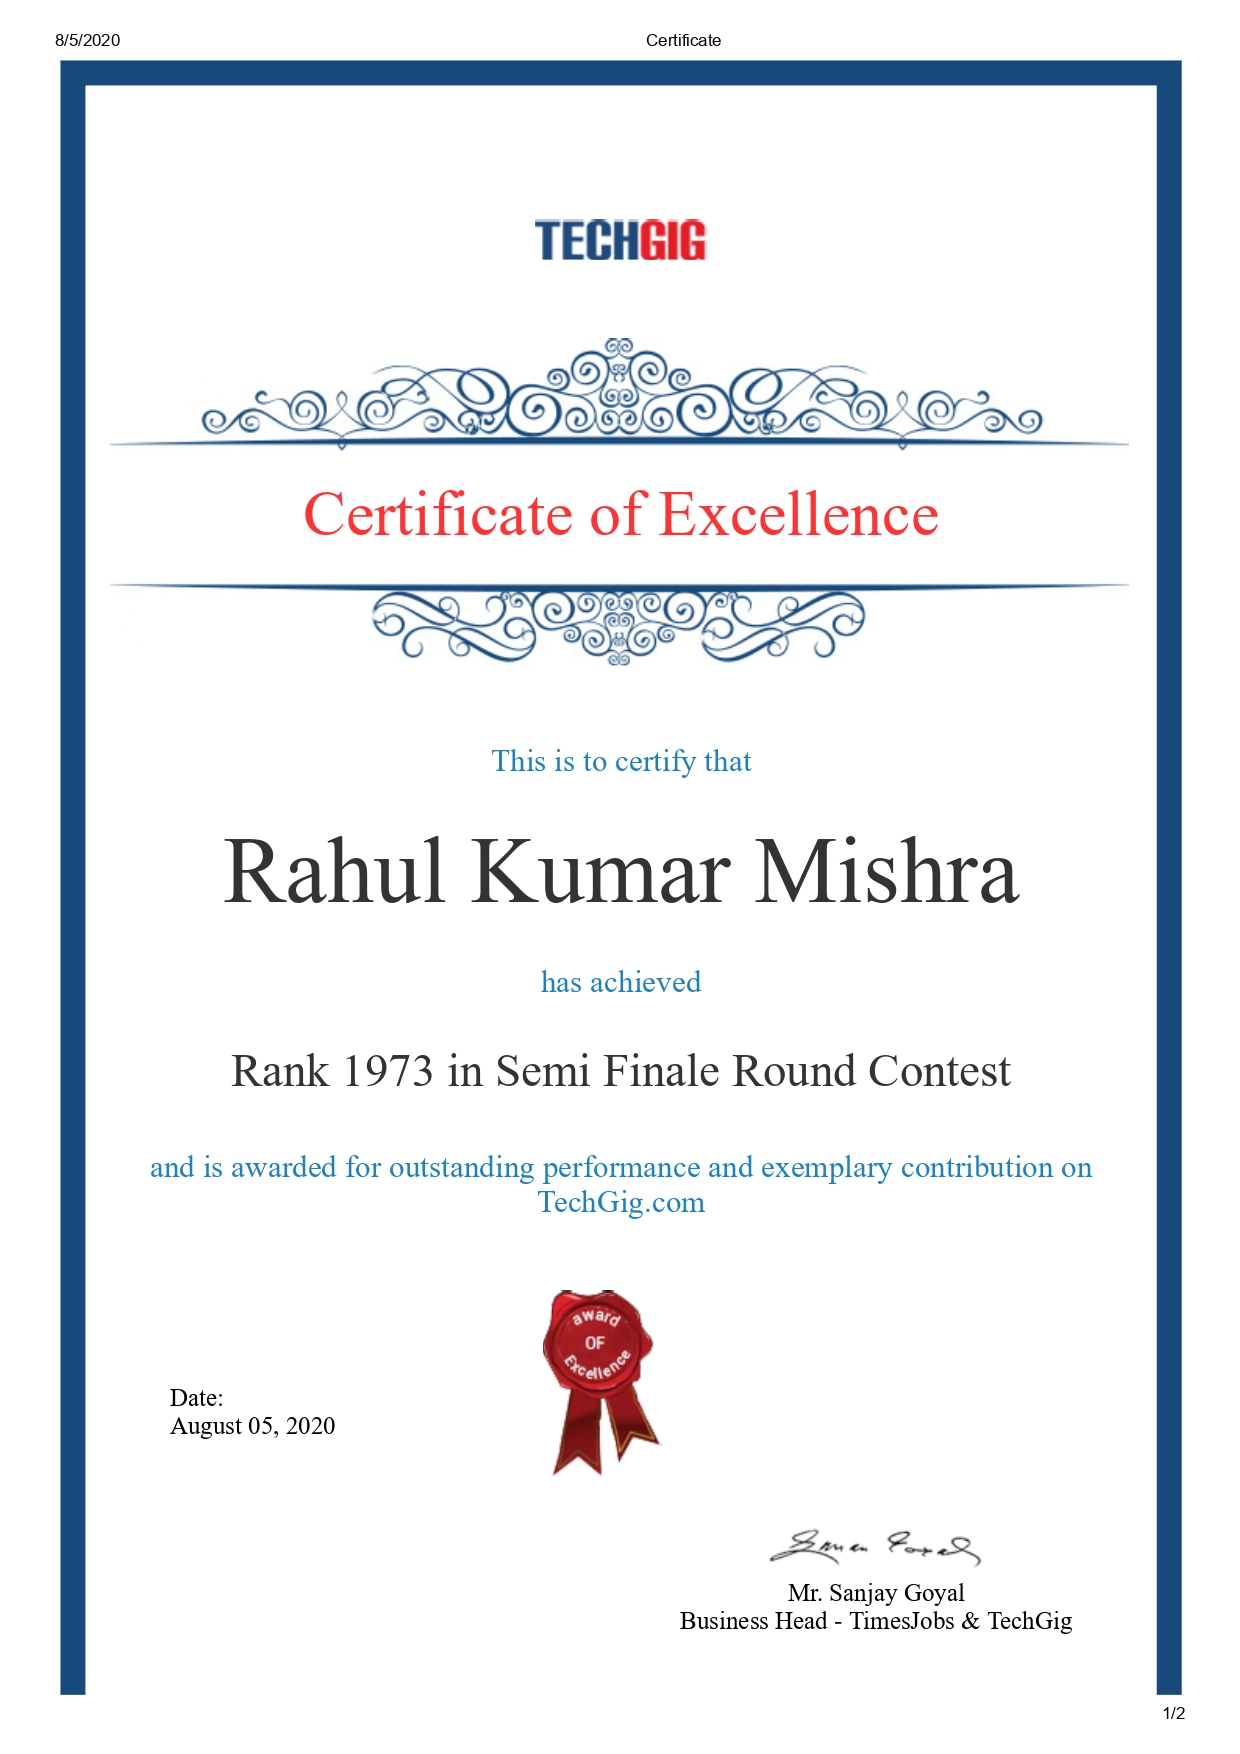 8/5/2020 Certificate
TECHGIG
Certificate of Excellence
This is to certify that
Rahul Kumar Mishra
has achieved
Rank 1973 in Semi Finale Round Contest
and is awarded for outstanding performance and exemplary contribution on
TechGig.com
award
OF
Excellence
Date:
August 05, 2020
Mr. Sanjay Goyal
Business Head - TimesJobs & TechGig
1/2